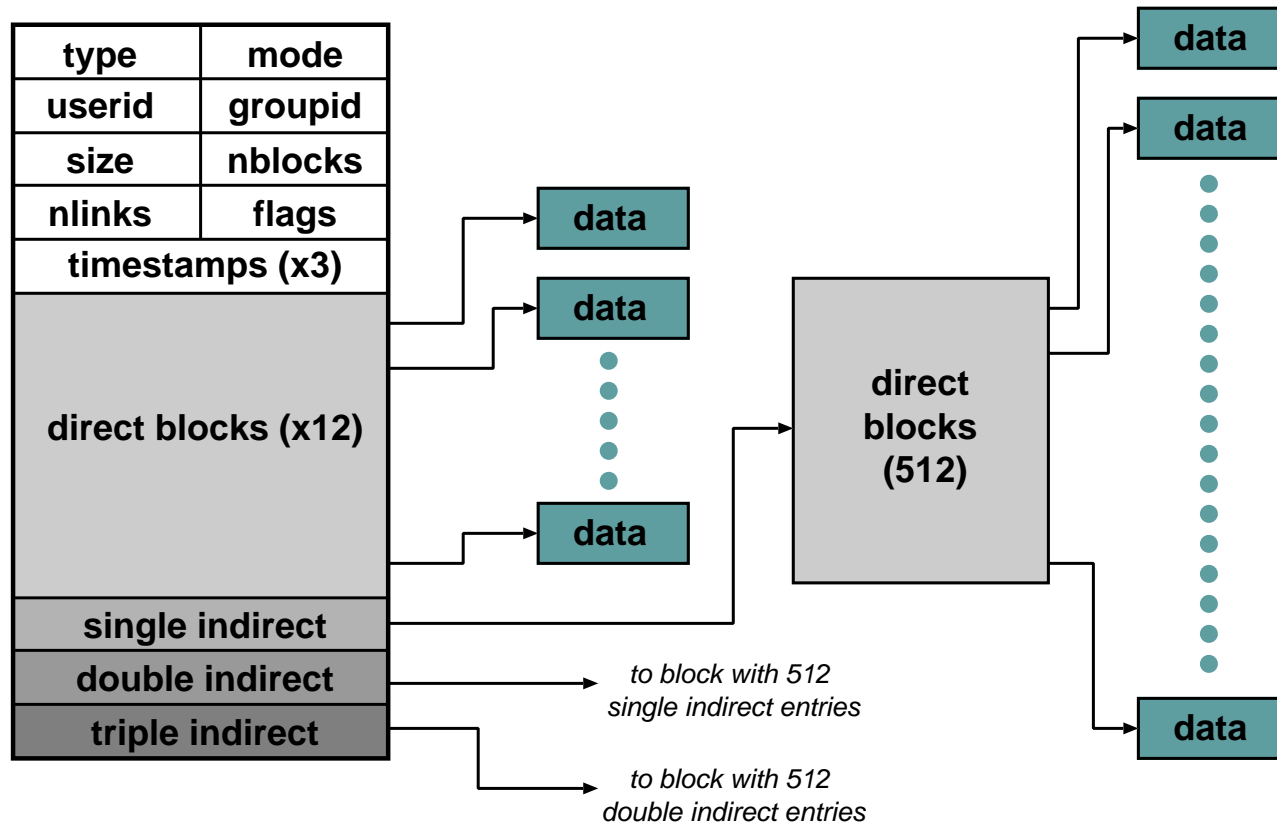 type mode
userid groupid
size nblocks
nlinks flags
timestamps (x3)
direct blocks (x12)
single indirect
double indirect
triple indirect
data
data
data
to block with 512
single indirect entries
to block with 512
double indirect entries
direct
blocks
(512)
data
data
data